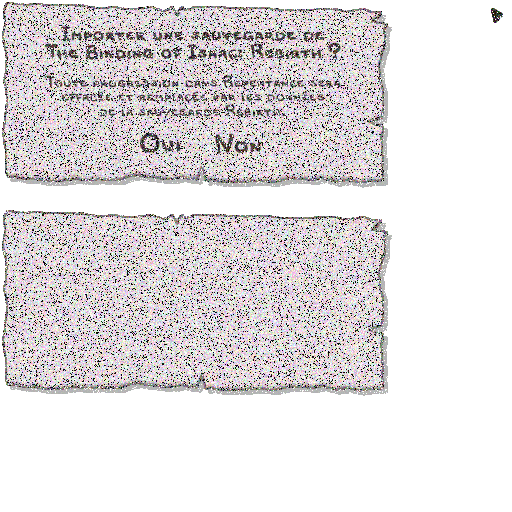 Importer une sauvegarde de
The Binding of Isaac: Rebirth ?
Toute progression dans Repentance sera
effacée et remplacée par les données
de la sauvegarde Rebirth.
Oui Non